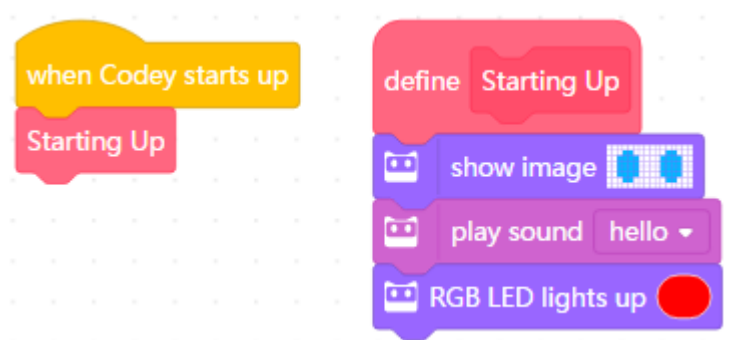 when Codey starts up
Starting Up
define Starting Up
show image
play sound hello
RGB LED lights up